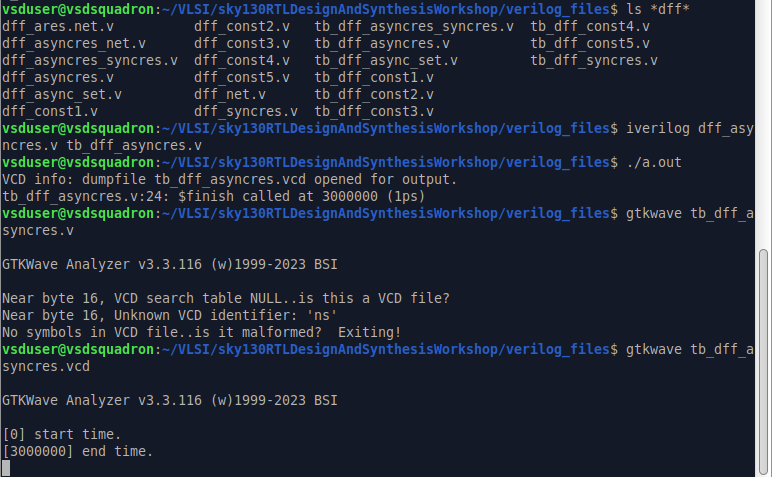 vsduser@vsdsquadron:~/VLSI/sky130RTLDesignAndSynthesisWorkshop/verilog_files$ ls *dff*
dff_ares.net.v         dff_const2.v   tb_dff_asyncres_syncres.v  tb_dff_const4.v
dff_asyncres_net.v     dff_const3.v   tb_dff_asyncres.v          tb_dff_const5.v
dff_asyncres_syncres.v dff_const4.v   tb_dff_async_set.v         tb_dff_syncres.v
dff_asyncres.v         dff_const5.v   tb_dff_const1.v
dff_async_set.v        dff_net.v      tb_dff_const2.v
dff_const1.v           dff_syncres.v  tb_dff_const3.v
vsduser@vsdsquadron:~/VLSI/sky130RTLDesignAndSynthesisWorkshop/verilog_files$ iverilog dff_asy
ncres.v tb_dff_asyncres.v
vsduser@vsdsquadron:~/VLSI/sky130RTLDesignAndSynthesisWorkshop/verilog_files$ ./a.out
VCD info: dumpfile tb_dff_asyncres.vcd opened for output.
tb_dff_asyncres.v:24: $finish called at 3000000 (1ps)
vsduser@vsdsquadron:~/VLSI/sky130RTLDesignAndSynthesisWorkshop/verilog_files$ gtkwave tb_dff_a
syncres.v
GTKWave Analyzer v3.3.116 (w)1999-2023 BSI
Near byte 16, VCD search table NULL..is this a VCD file?
Near byte 16, Unknown VCD identifier: 'ns'
No symbols in VCD file..is it malformed?  Exiting!
vsduser@vsdsquadron:~/VLSI/sky130RTLDesignAndSynthesisWorkshop/verilog_files$ gtkwave tb_dff_a
syncres.vcd
GTKWave Analyzer v3.3.116 (w)1999-2023 BSI
[0] start time.
[3000000] end time.